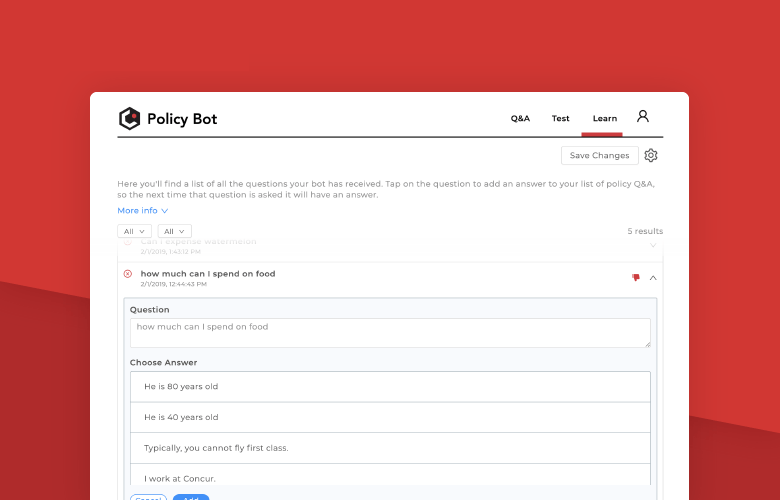 Policy Bot
Q&A Test Learn
Save Changes
Here you'll find a list of all the questions your bot has received. Tap on the question to add an answer to your list of policy Q&A,
so the next time that question is asked it will have an answer.
More info
All All 5 results
Can I expense watermelon
2/1/2019, 1:45:12 PM
how much can I spend on food
2/1/2019, 12:44:43 PM
Question
how much can I spend on food
Choose Answer
He is 80 years old
He is 40 years old
Typically, you cannot fly first class.
I work at Concur.
Cancel Add